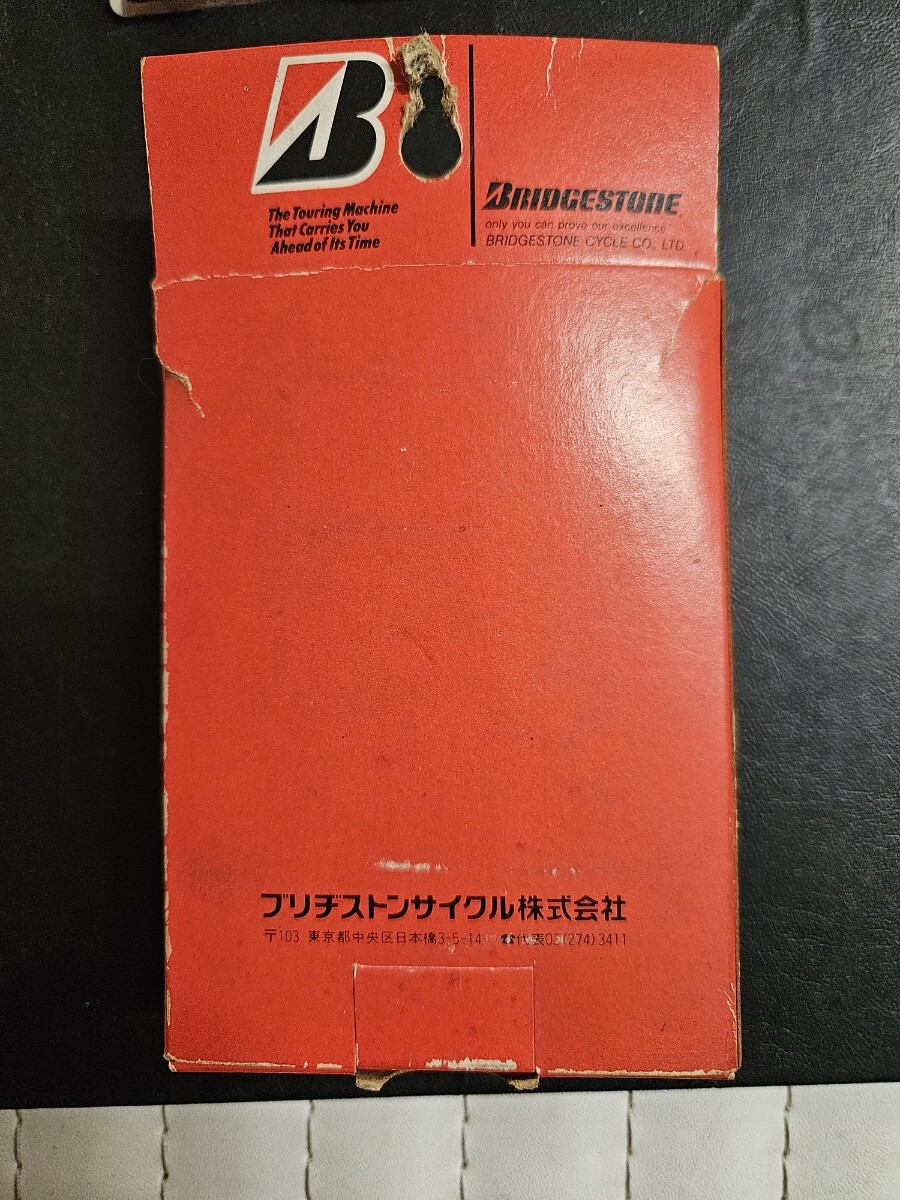 B
The Touring Machine
That Carries You
Ahead of Its Time
BRIDGESTONE
only you can prove our excellence
BRIDGESTONE CYCLE CO., LTD.
ブリヂストンサイクル株式会社
〒103 東京都中央区日本橋3-5-14 ☎代表03(274)3411